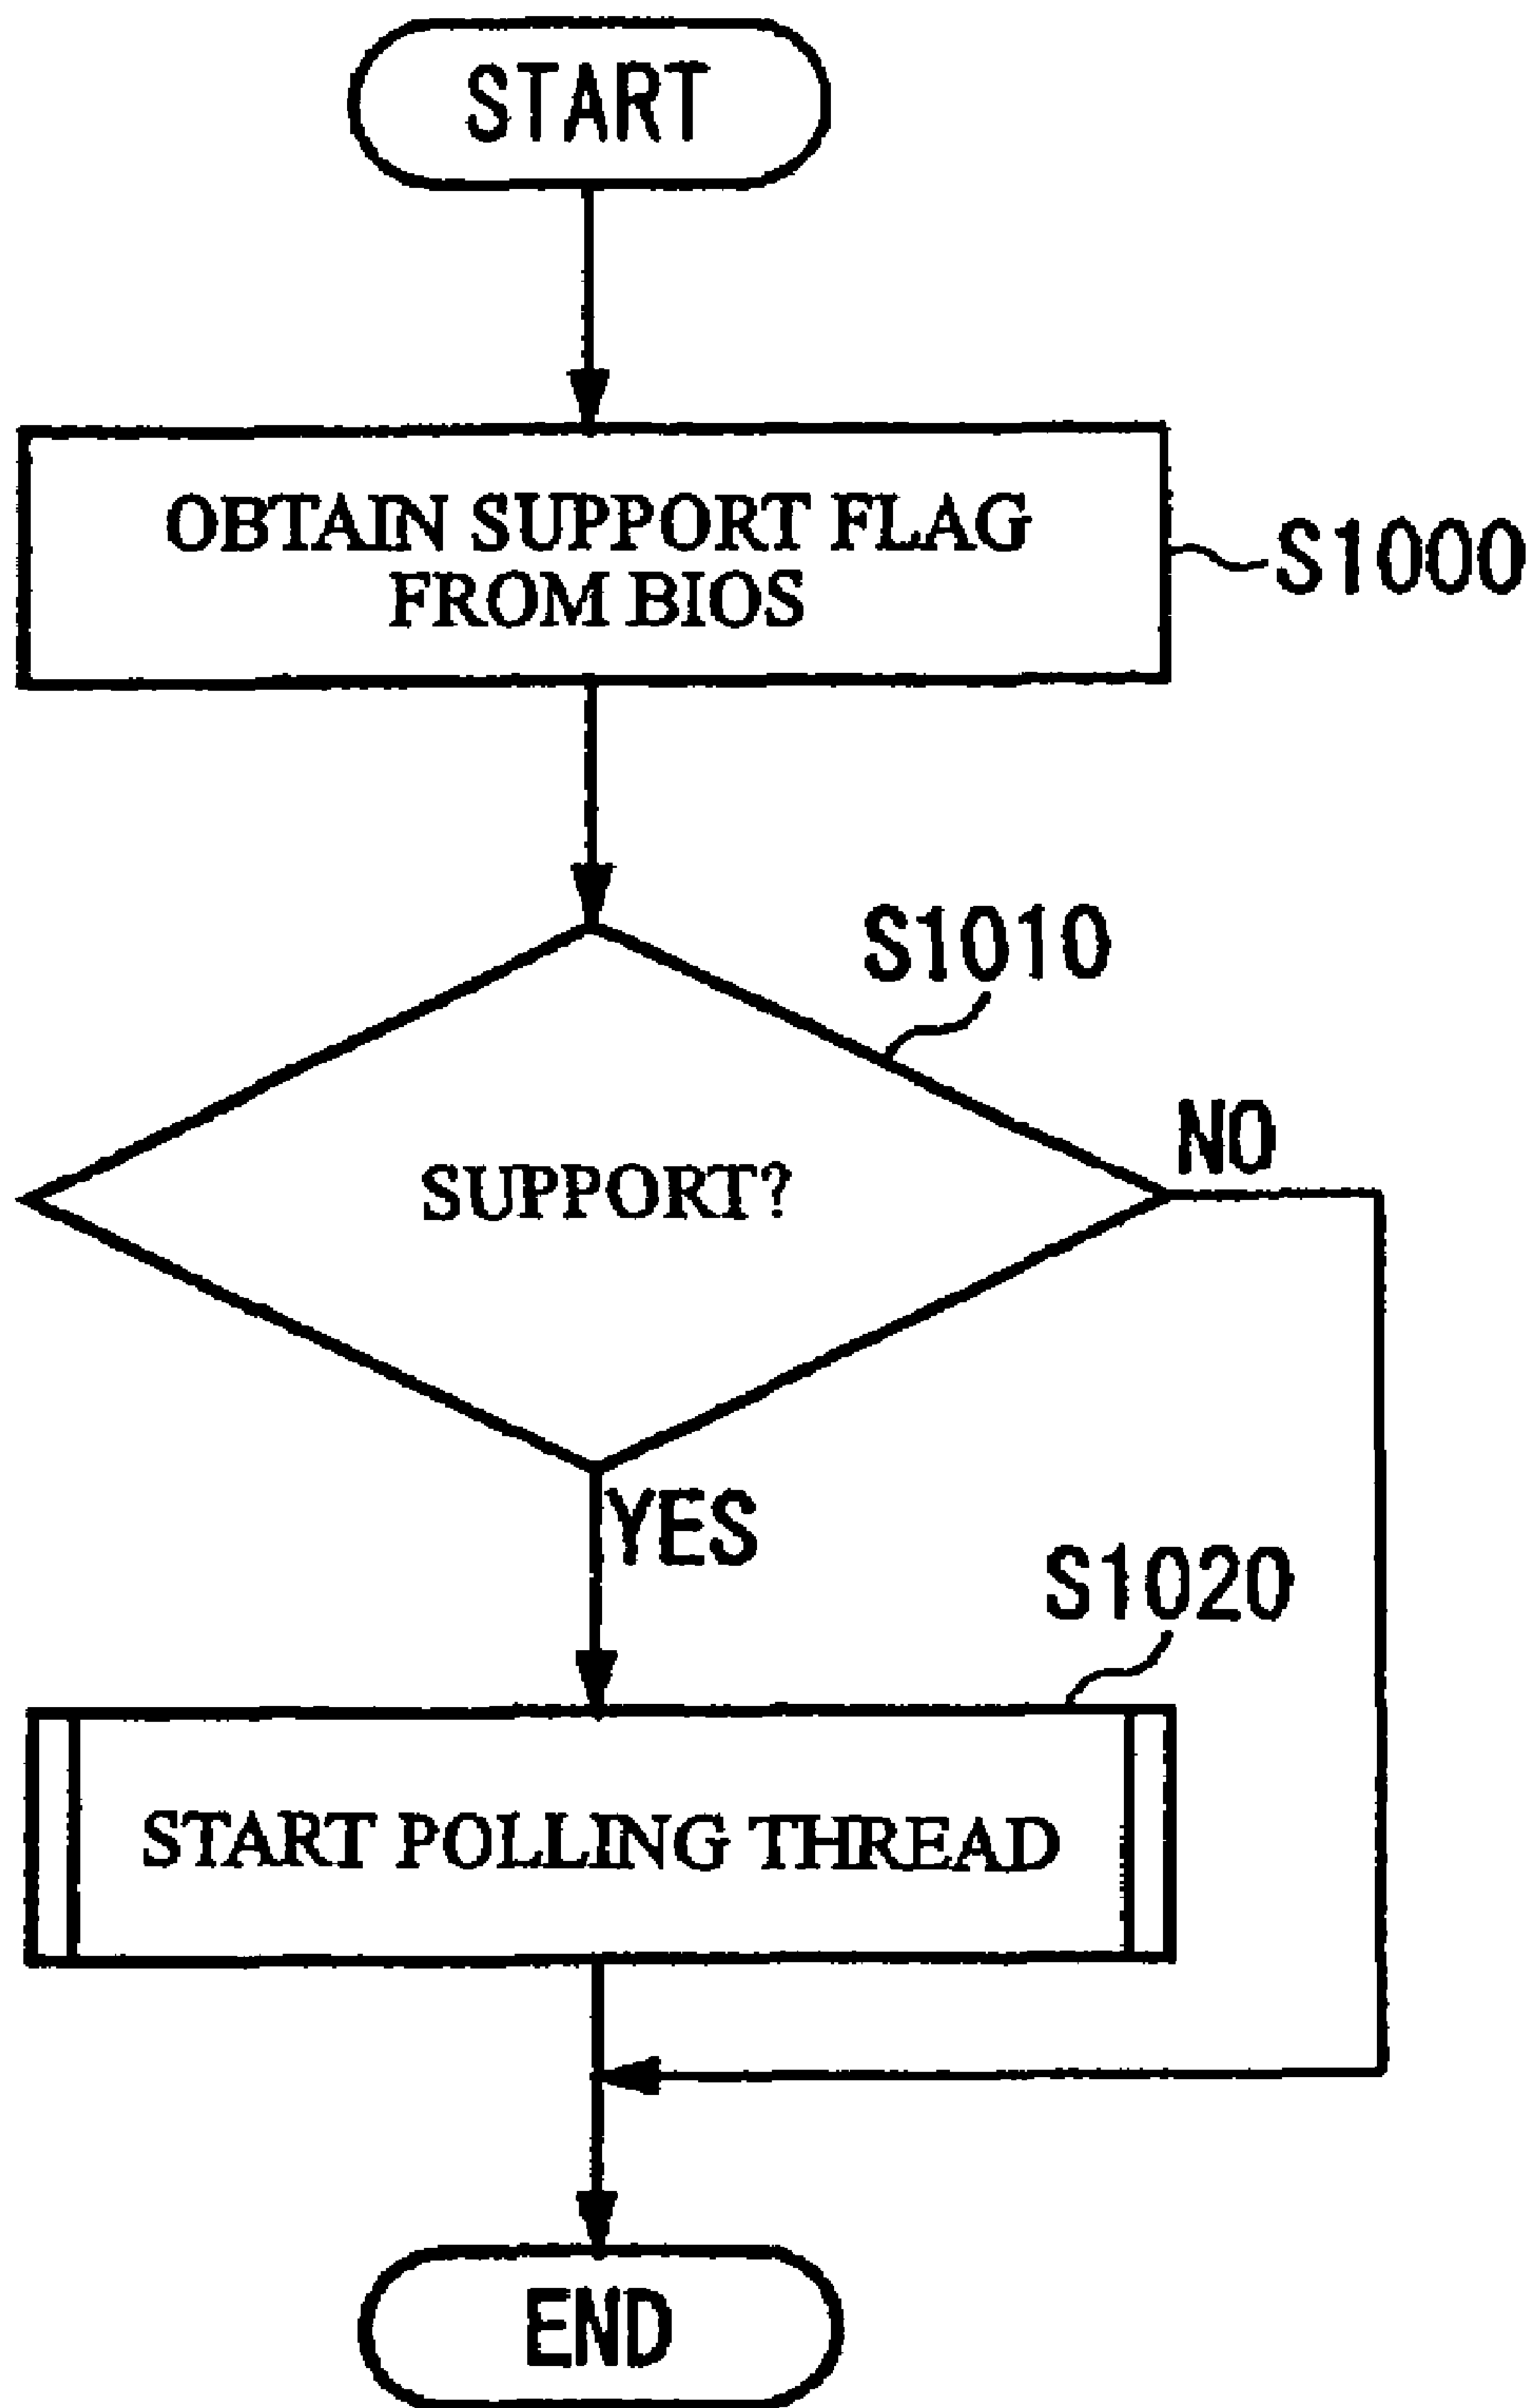 START
OBTAIN SUPPORT FLAG
FROM BIOS
S1000
S1010
SUPPORT?
NO
YES
S1020
START POLLING THREAD
END